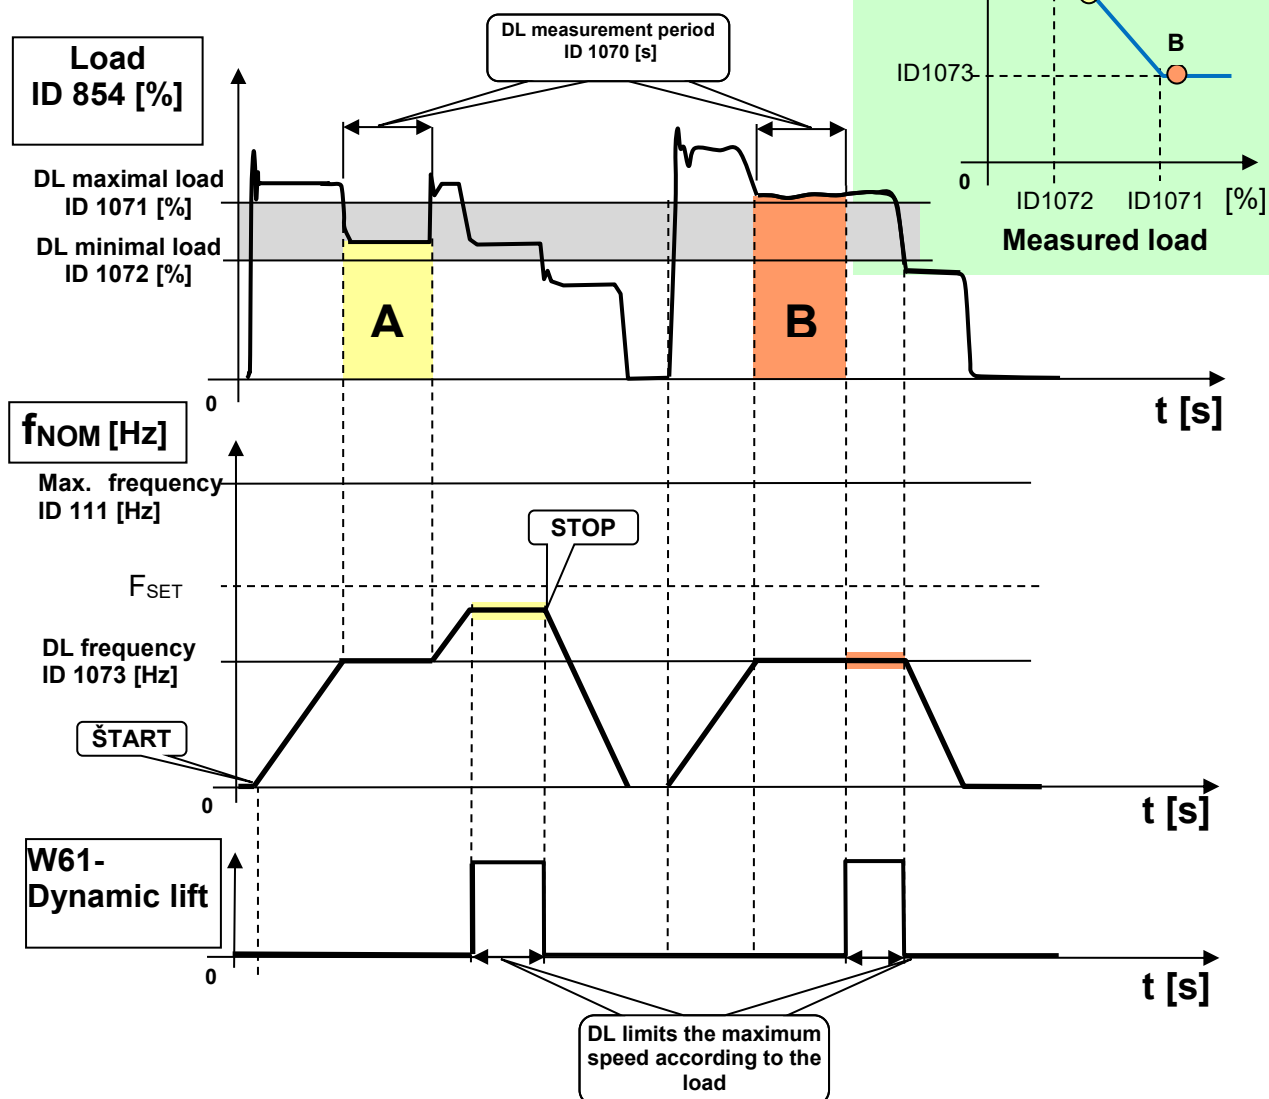 DL measurement period
ID 1070 [s]
Load
ID 854 [%]
B
ID1073
DL maximal load
ID 1071 [%]
0
ID1072 ID1071 [%]
Measured load
DL minimal load
ID 1072 [%]
A
B
0
t [s]
fNOM [Hz]
Max. frequency
ID 111 [Hz]
STOP
FSET
DL frequency
ID 1073 [Hz]
ŠTART
0
t [s]
W61-
Dynamic lift
0
t [s]
DL limits the maximum
speed according to the
load